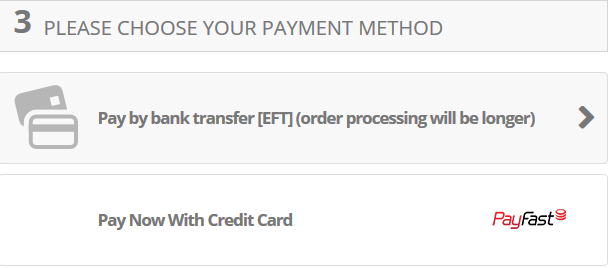 3 PLEASE CHOOSE YOUR PAYMENT METHOD
Pay by bank transfer [EFT] (order processing will be longer)
Pay Now With Credit Card PayFast